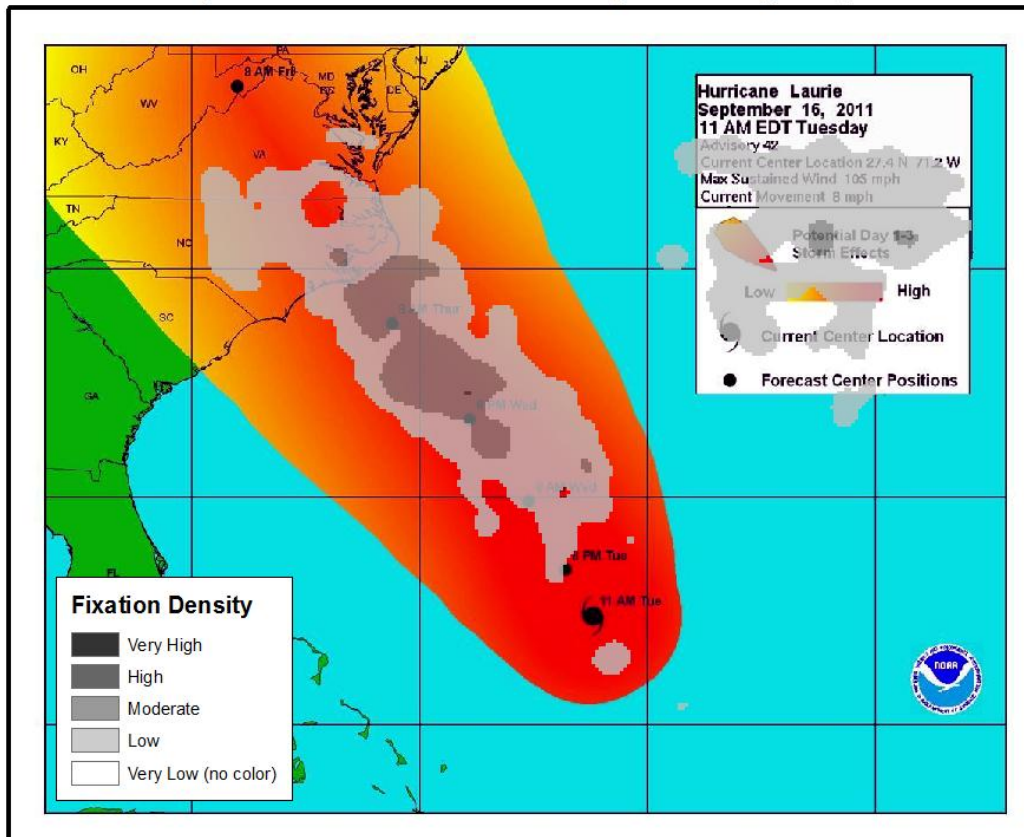 OH
PA
NJ
8 AM Fri
MD
DE
WV
KY
VA
TN
NC
SC
GA
FL
Hurricane Laurie
September 16, 2011
11 AM EDT Tuesday
Advisory 42
Current Center Location 27.4 N 71.2 W
Max Sustained Wind 105 mph
Current Movement 8 mph
Potential Day 1-3
Storm Effects
Low High
Current Center Location
Forecast Center Positions
AM Thur
PM Wed
AM Wed
8 PM Tue
11 AM Tue
NOAA
Fixation Density
Very High
High
Moderate
Low
Very Low (no color)